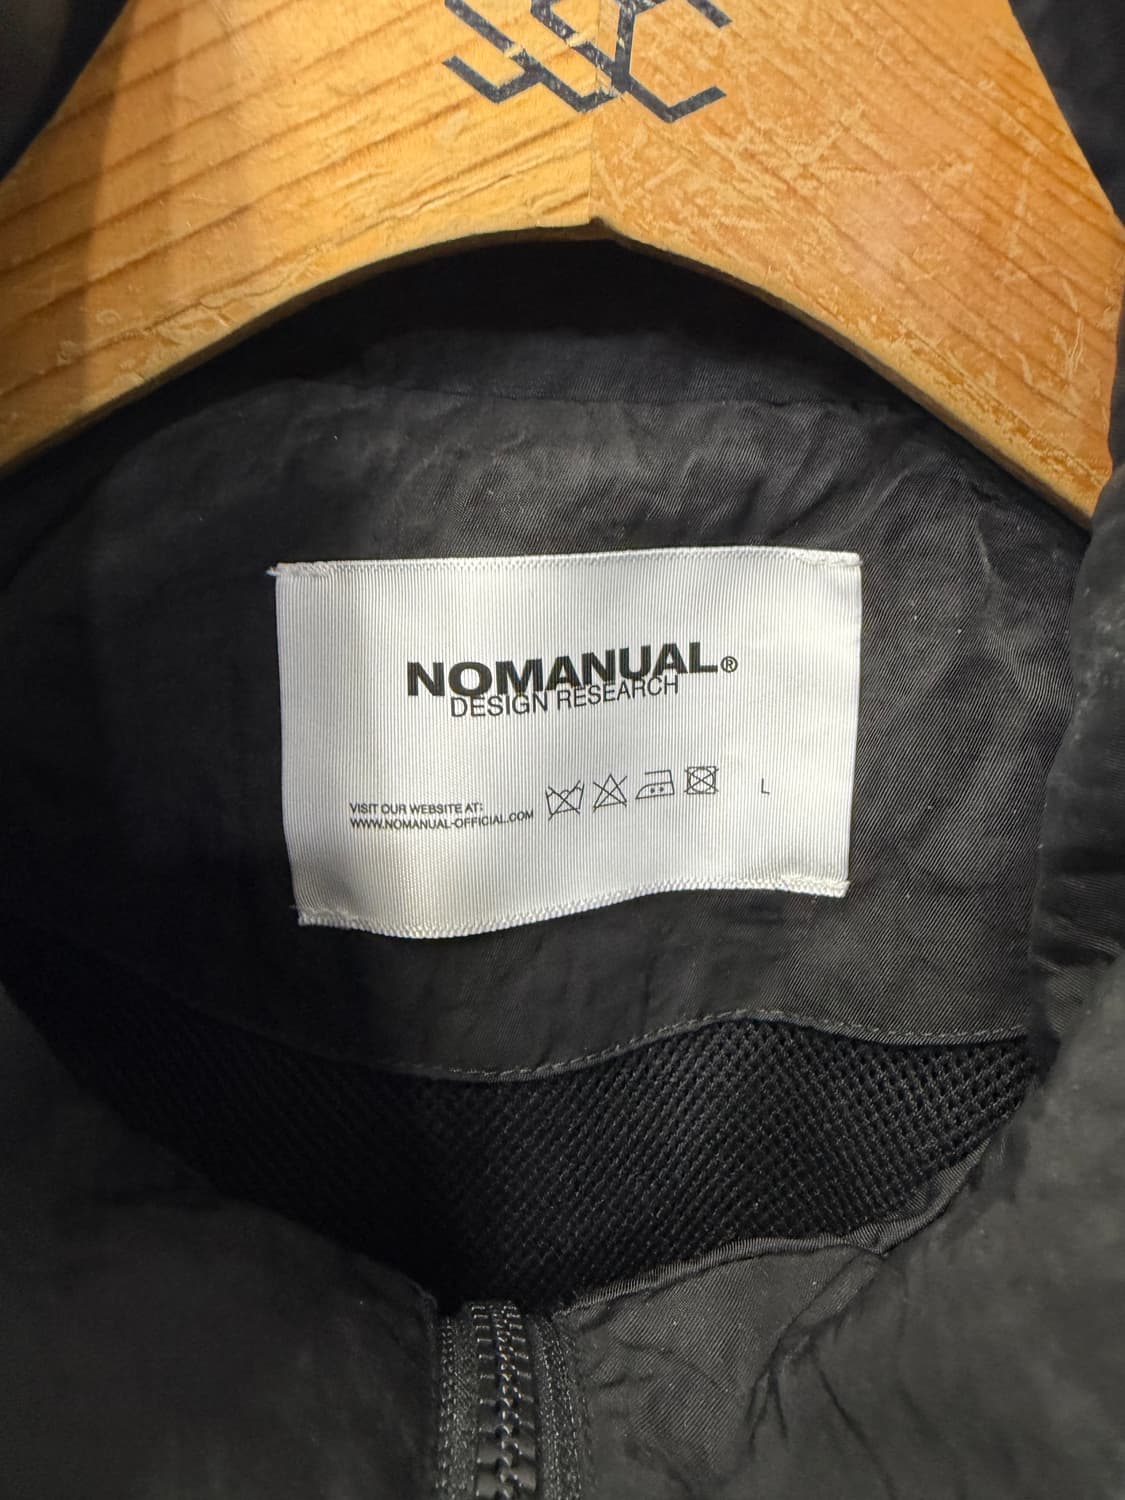 NOMANUAL®
DESIGN RESEARCH
VISIT OUR WEBSITE AT:
WWW.NOMANUAL-OFFICIAL.COM
L